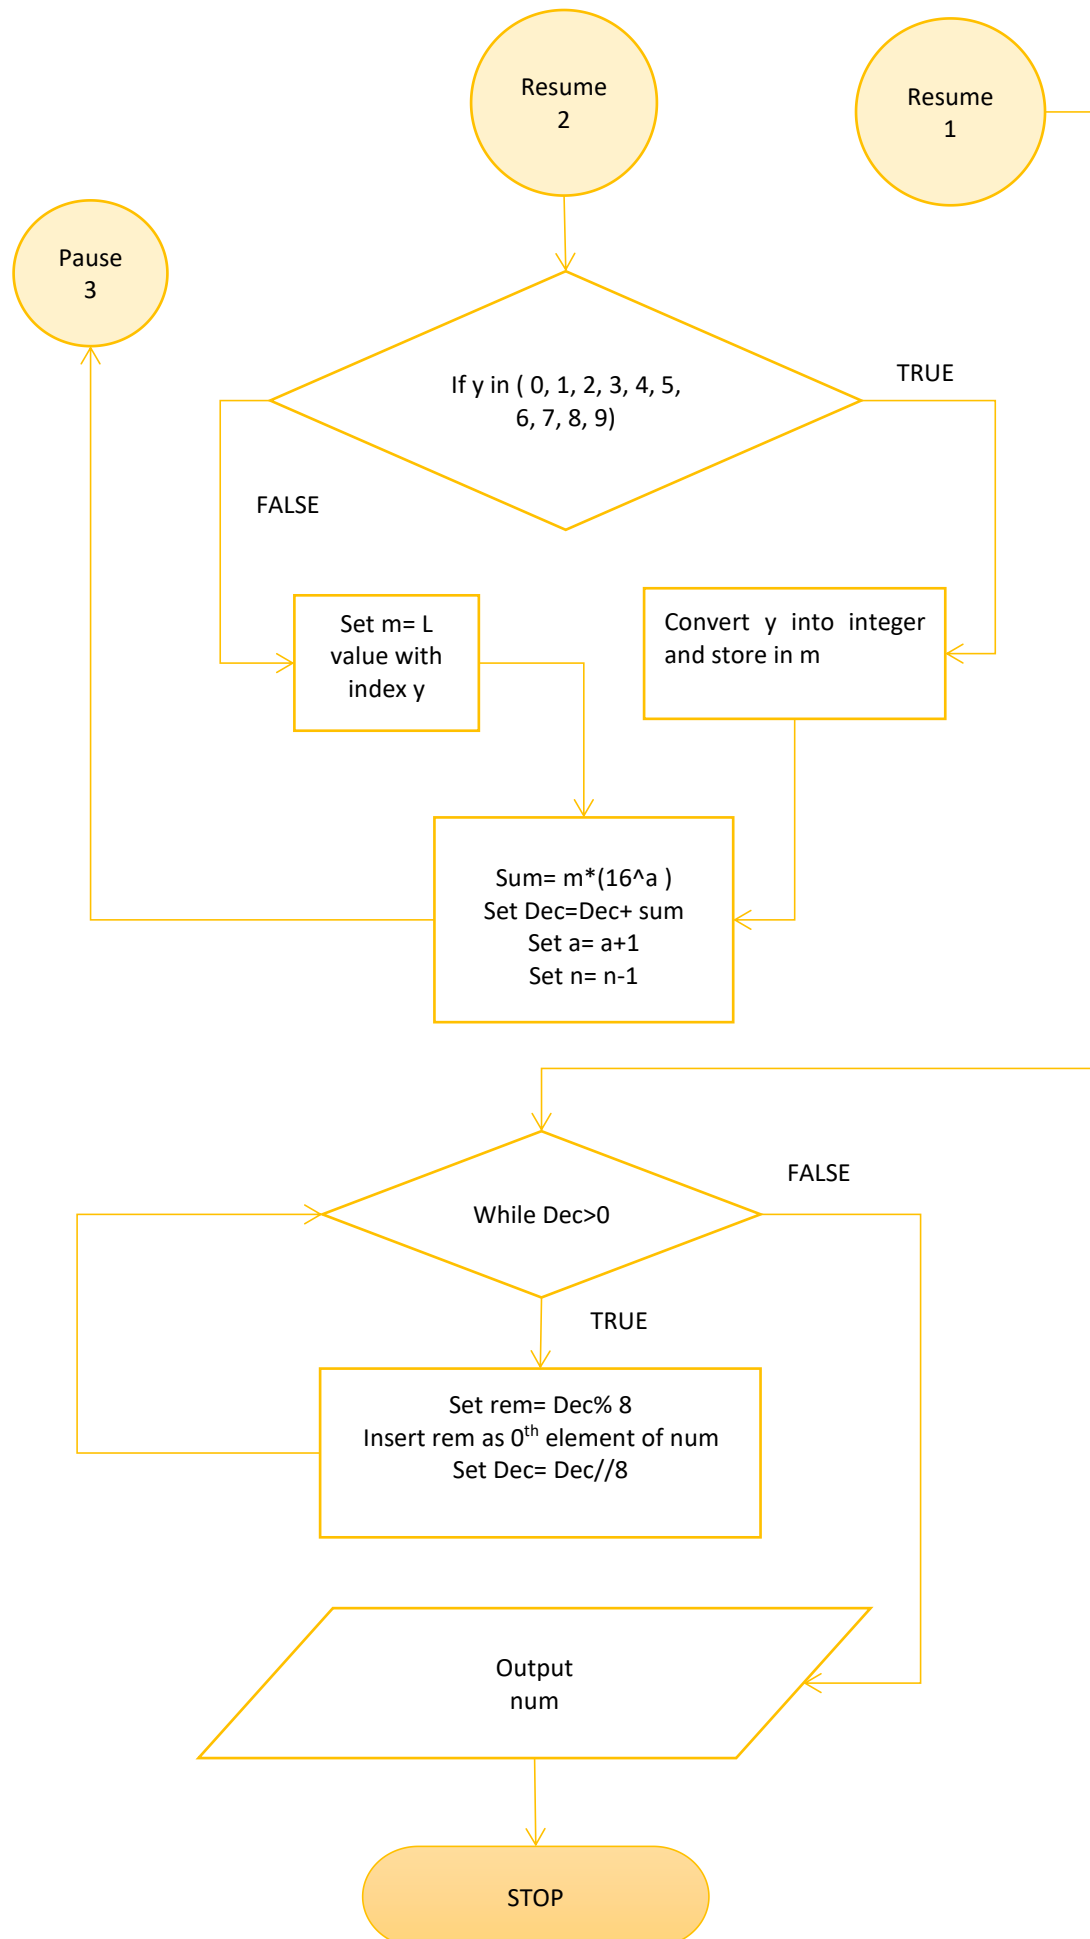 Resume
2
Resume
1
Pause
3
If y in ( 0, 1, 2, 3, 4, 5,
6, 7, 8, 9)
TRUE
FALSE
Set m= L
value with
index y
Convert y into integer
and store in m
Sum= m*(16^a )
Set Dec=Dec+ sum
Set a= a+1
Set n= n-1
While Dec>0
FALSE
TRUE
Set rem= Dec% 8
Insert rem as 0th element of num
Set Dec= Dec//8
Output
num
STOP